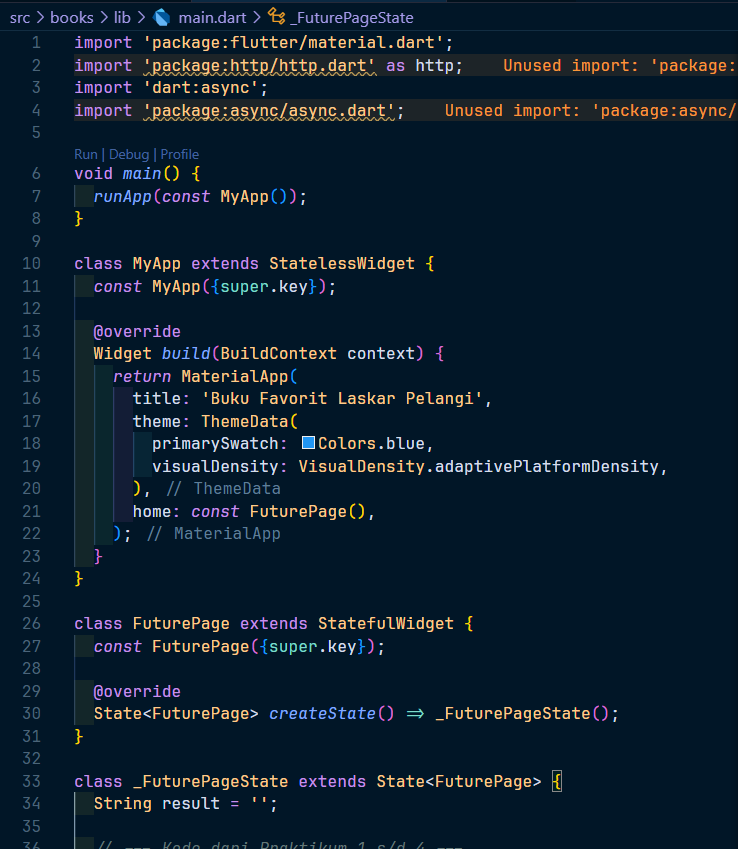 src > books > lib > main.dart > _FuturePageState
1 import 'package:flutter/material.dart';
2 import 'package:http/http.dart' as http; Unused import: 'package:
3 import 'dart:async';
4 import 'package:async/async.dart'; Unused import: 'package:async/
5
Run | Debug | Profile
6 void main() {
7 runApp(const MyApp());
8 }
9
10 class MyApp extends StatelessWidget {
11 const MyApp({super.key});
12
13 @override
14 Widget build(BuildContext context) {
15 return MaterialApp(
16 title: 'Buku Favorit Laskar Pelangi',
17 theme: ThemeData(
18 primarySwatch: Colors.blue,
19 visualDensity: VisualDensity.adaptivePlatformDensity,
20 ), // ThemeData
21 home: const FuturePage(),
22 ); // MaterialApp
23 }
24 }
25
26 class FuturePage extends StatefulWidget {
27 const FuturePage({super.key});
28
29 @override
30 State<FuturePage> createState() => _FuturePageState();
31 }
32
33 class _FuturePageState extends State<FuturePage> {
34 String result = '';
35
36 // === Kode dari Praktikum 1 s/d 4 ===